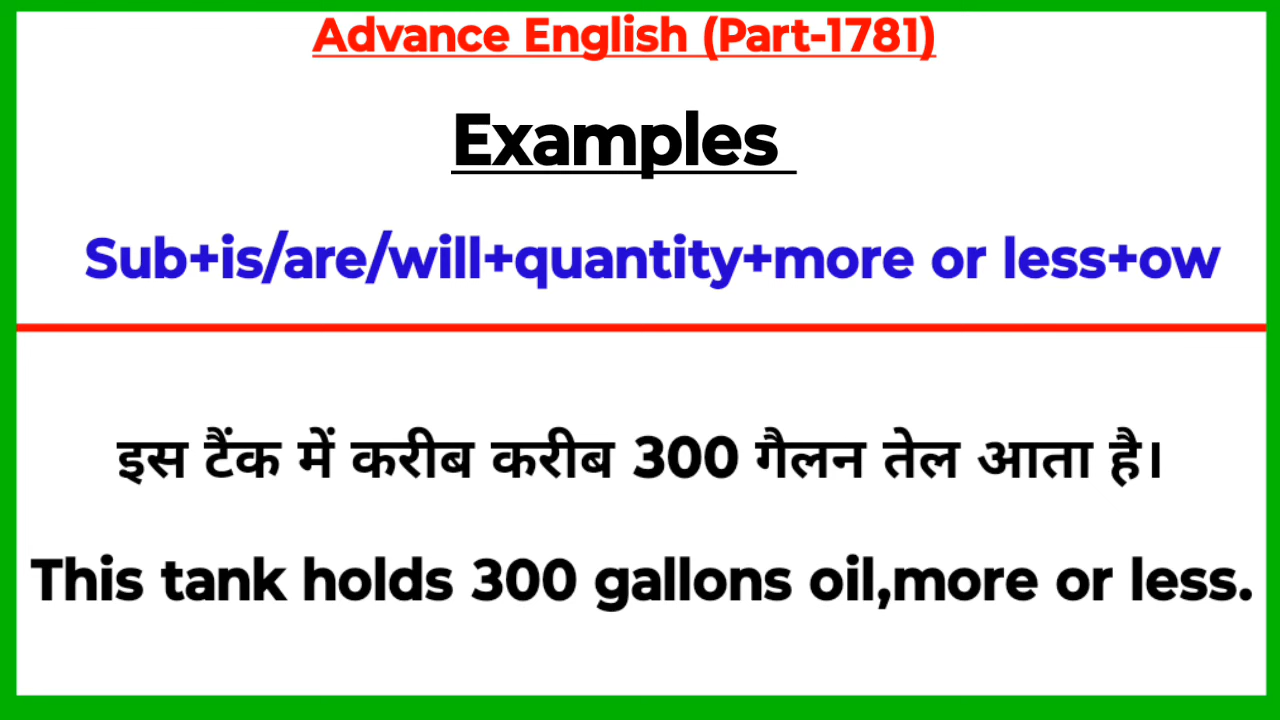 Advance English (Part-1781)
Examples
Sub+is/are/will+quantity+more or less+ow
इस टैंक में करीब करीब 300 गैलन तेल आता है।
This tank holds 300 gallons oil,more or less.